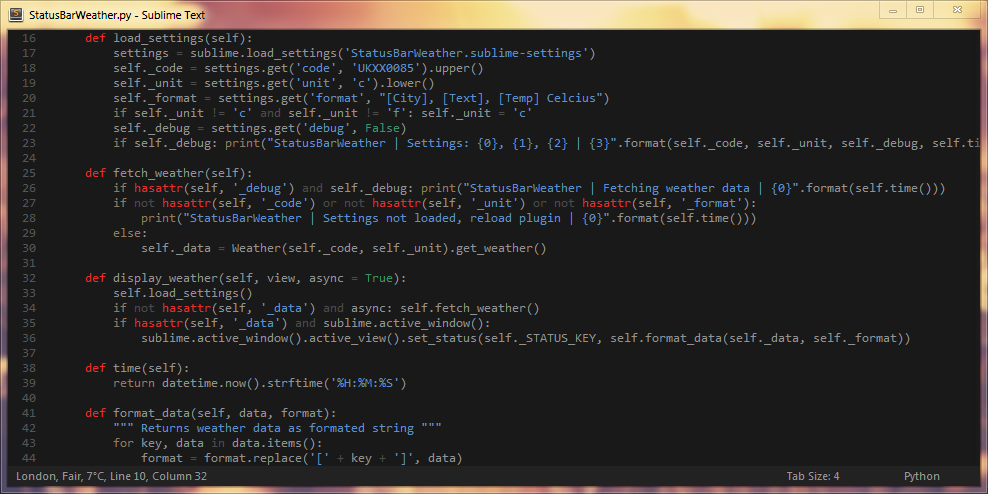 StatusBarWeather.py - Sublime Text
16 def load_settings(self):
17 settings = sublime.load_settings('StatusBarWeather.sublime-settings')
18 self._code = settings.get('code', 'UKXX0085').upper()
19 self._unit = settings.get('unit', 'c').lower()
20 self._format = settings.get('format', "[City], [Text], [Temp] Celcius")
21 if self._unit != 'c' and self._unit != 'f': self._unit = 'c'
22 self._debug = settings.get('debug', False)
23 if self._debug: print("StatusBarWeather | Settings: {0}, {1}, {2} | {3}".format(self._code, self._unit, self._debug, self.ti
24
25 def fetch_weather(self):
26 if hasattr(self, '_debug') and self._debug: print("StatusBarWeather | Fetching weather data | {0}".format(self.time()))
27 if not hasattr(self, '_code') or not hasattr(self, '_unit') or not hasattr(self, '_format'):
28 print("StatusBarWeather | Settings not loaded, reload plugin | {0}".format(self.time()))
29 else:
30 self._data = Weather(self._code, self._unit).get_weather()
31
32 def display_weather(self, view, async = True):
33 self.load_settings()
34 if not hasattr(self, '_data') and async: self.fetch_weather()
35 if hasattr(self, '_data') and sublime.active_window():
36 sublime.active_window().active_view().set_status(self._STATUS_KEY, self.format_data(self._data, self._format))
37
38 def time(self):
39 return datetime.now().strftime('%H:%M:%S')
40
41 def format_data(self, data, format):
42 """ Returns weather data as formated string """
43 for key, data in data.items():
44 format = format.replace('[' + key + ']', data)
London, Fair, 7°C, Line 10, Column 32 Tab Size: 4 Python